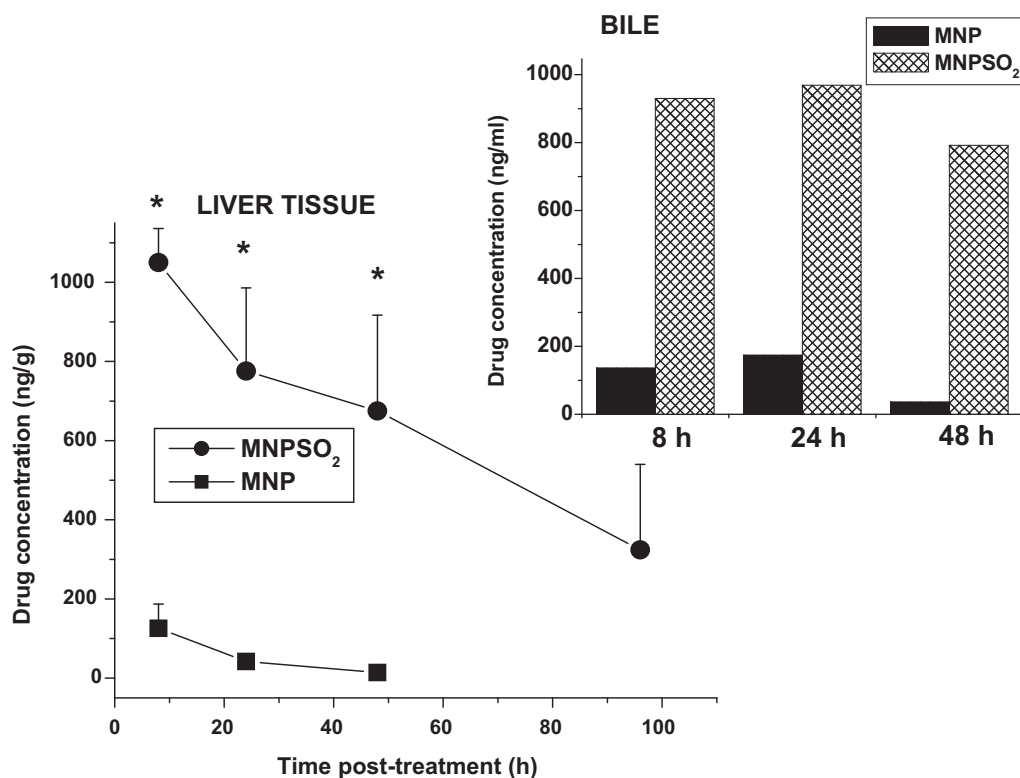 BILE
MNP
MNPSO₂
Drug concentration (ng/ml)
1000
800
600
400
200
0
8 h
24 h
48 h
LIVER TISSUE
*
*
*
Drug concentration (ng/g)
1000
800
600
400
200
0
MNPSO₂
MNP
0
20
40
60
80
100
Time post-treatment (h)